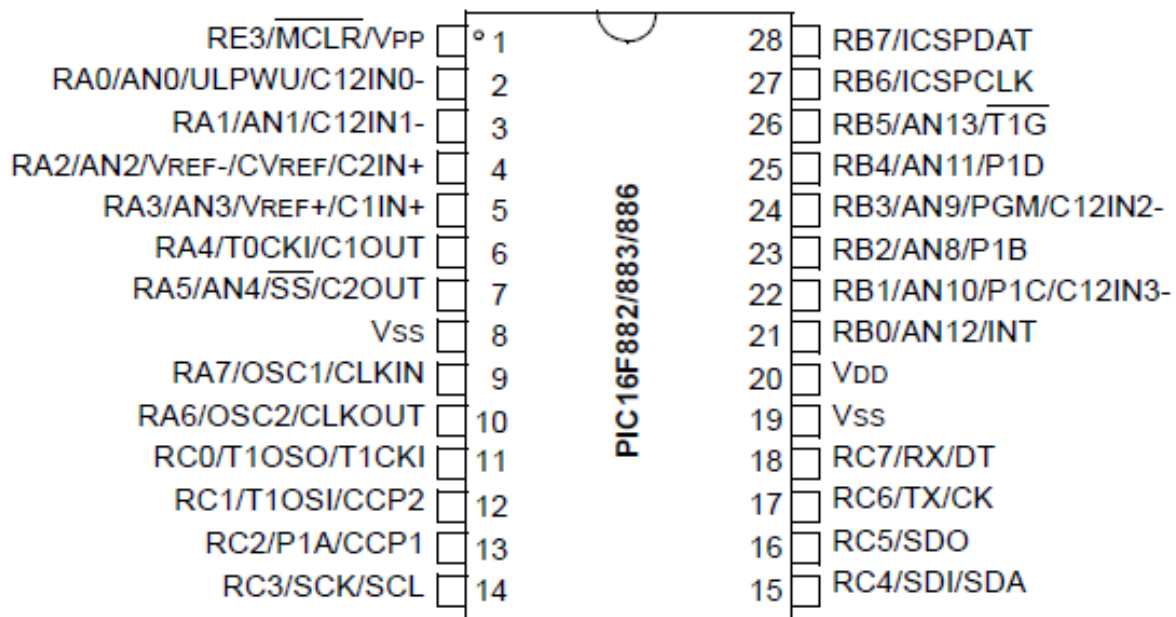 RE3/MCLR/VPP 1 28 RB7/ICSPDAT
RA0/AN0/ULPWU/C12IN0- 2 27 RB6/ICSPCLK
RA1/AN1/C12IN1- 3 26 RB5/AN13/T1G
RA2/AN2/VREF-/CVREF/C2IN+ 4 25 RB4/AN11/P1D
RA3/AN3/VREF+/C1IN+ 5 24 RB3/AN9/PGM/C12IN2-
RA4/T0CKI/C1OUT 6 23 RB2/AN8/P1B
RA5/AN4/SS/C2OUT 7 22 RB1/AN10/P1C/C12IN3-
VSS 8 21 RB0/AN12/INT
RA7/OSC1/CLKIN 9 20 VDD
RA6/OSC2/CLKOUT 10 19 VSS
RC0/T1OSO/T1CKI 11 18 RC7/RX/DT
RC1/T1OSI/CCP2 12 17 RC6/TX/CK
RC2/P1A/CCP1 13 16 RC5/SDO
RC3/SCK/SCL 14 15 RC4/SDI/SDA
PIC16F882/883/886